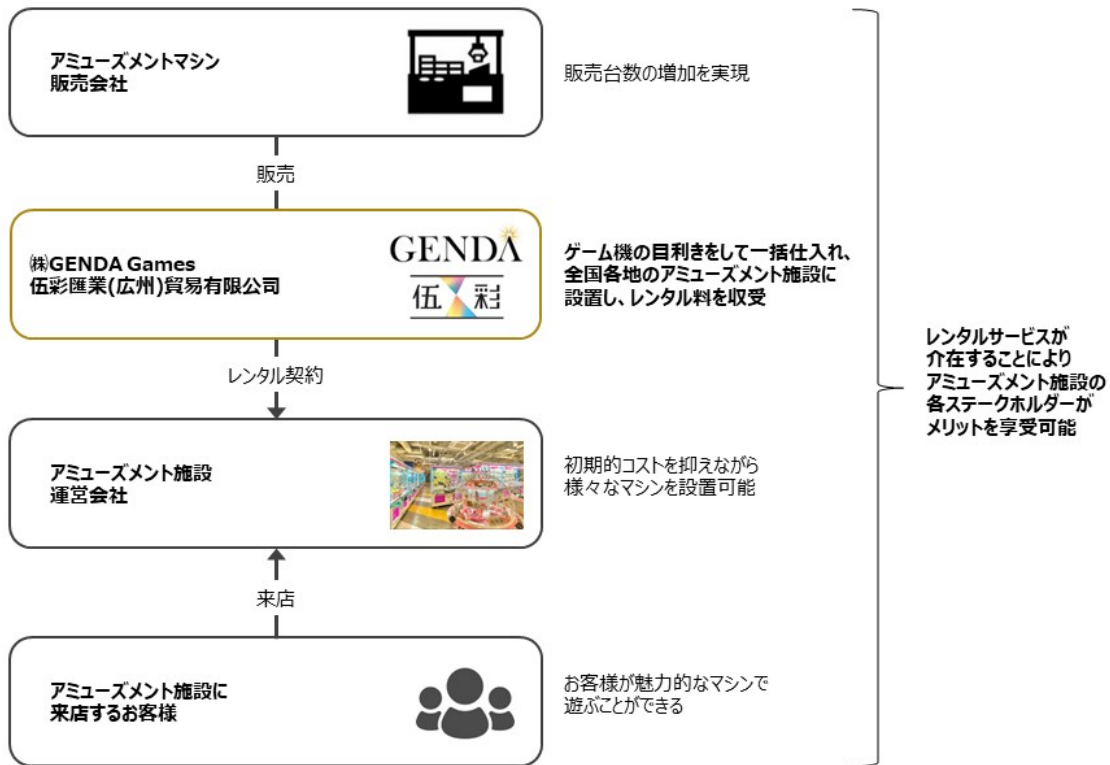 アミューズメントマシン
販売会社
販売台数の増加を実現
販売
㈱GENDA Games
伍彩匯業(広州)貿易有限公司
GENDA
伍彩
ゲーム機の目利きをして一括仕入れ、
全国各地のアミューズメント施設に
設置し、レンタル料を収受
レンタル契約
アミューズメント施設
運営会社
初期的コストを抑えながら
様々なマシンを設置可能
来店
アミューズメント施設に
来店するお客様
お客様が魅力的なマシンで
遊ぶことができる
レンタルサービスが
介在することにより
アミューズメント施設の
各ステークホルダーが
メリットを享受可能